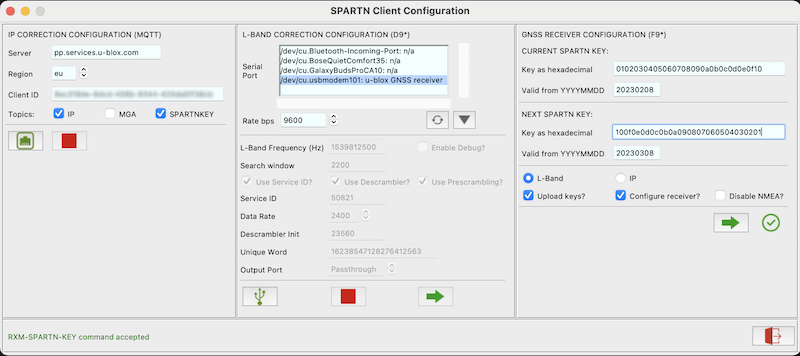 SPARTN Client Configuration
IP CORRECTION CONFIGURATION (MQTT)
Server pp.services.u-blox.com
Region eu
Client ID
Topics: IP MGA SPARTNKEY
L-BAND CORRECTION CONFIGURATION (D9*)
Serial Port
/dev/cu.Bluetooth-Incoming-Port: n/a
/dev/cu.BoseQuietComfort35: n/a
/dev/cu.GalaxyBudsProCA10: n/a
/dev/cu.usbmodem101: u-blox GNSS receiver
Rate bps 9600
L-Band Frequency (Hz) 1539812500 Enable Debug?
Search window 2200
Use Service ID? Use Descrambler? Use Prescrambling?
Service ID 50821
Data Rate 2400
Descrambler Init 23560
Unique Word 16238547128276412563
Output Port Passthrough
GNSS RECEIVER CONFIGURATION (F9*)
CURRENT SPARTN KEY:
Key as hexadecimal 0102030405060708090a0b0c0d0e0f10
Valid from YYYYMMDD 20230208
NEXT SPARTN KEY:
Key as hexadecimal 100f0e0d0c0b0a090807060504030201
Valid from YYYYMMDD 20230308
L-Band IP
Upload keys? Configure receiver? Disable NMEA?
RXM-SPARTN-KEY command accepted